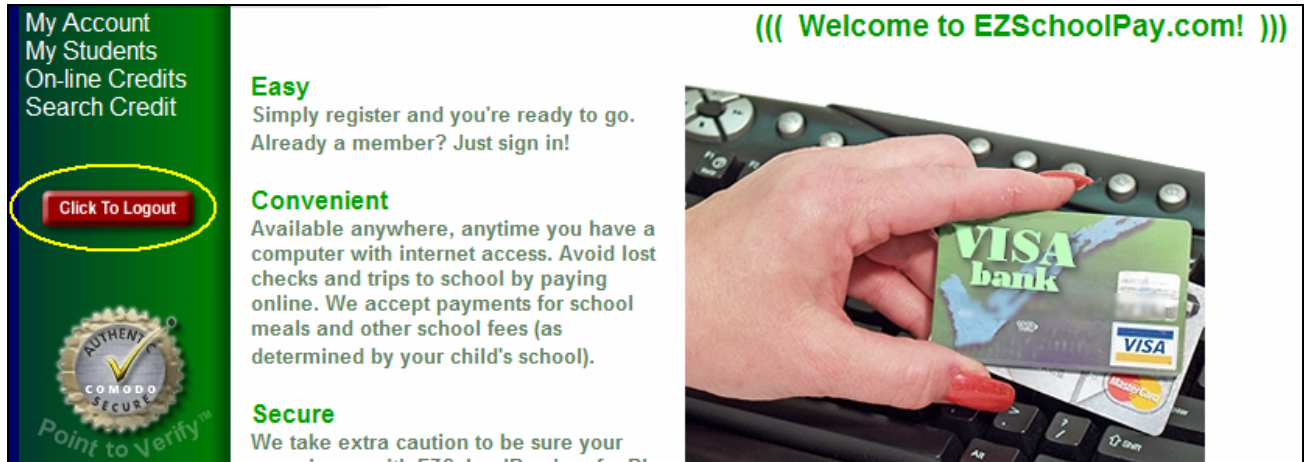 My Account
My Students
On-line Credits
Search Credit
Click To Logout
AUTHENTIC
COMODO
SECURE
Point to Verify™
((( Welcome to EZSchoolPay.com! )))
Easy
Simply register and you're ready to go.
Already a member? Just sign in!
Convenient
Available anywhere, anytime you have a
computer with internet access. Avoid lost
checks and trips to school by paying
online. We accept payments for school
meals and other school fees (as
determined by your child's school).
Secure
We take extra caution to be sure your
VISA
bank
VISA
MasterCard
Shift